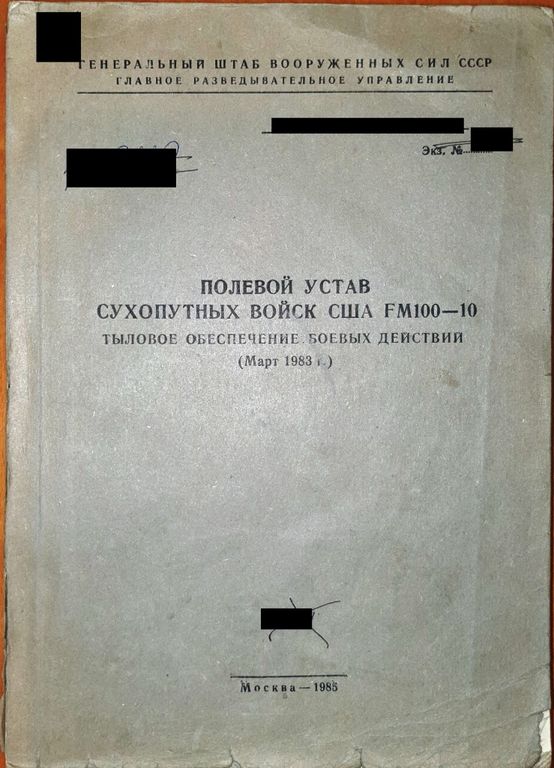 ГЕНЕРАЛЬНЫЙ ШТАБ ВООРУЖЕННЫХ СИЛ СССР
ГЛАВНОЕ РАЗВЕДЫВАТЕЛЬНОЕ УПРАВЛЕНИЕ
Экз. №
ПОЛЕВОЙ УСТАВ
СУХОПУТНЫХ ВОЙСК США FM100—10
ТЫЛОВОЕ ОБЕСПЕЧЕНИЕ БОЕВЫХ ДЕЙСТВИЙ
(Март 1983 г.)
Москва — 1985